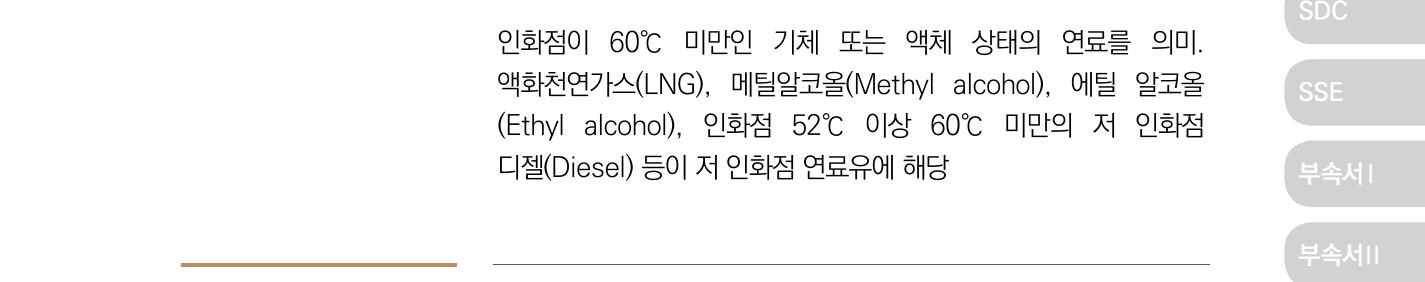 인화점이 60℃ 미만인 기체 또는 액체 상태의 연료를 의미.
액화천연가스(LNG), 메틸알코올(Methyl alcohol), 에틸 알코올
(Ethyl alcohol), 인화점 52℃ 이상 60℃ 미만의 저 인화점
디젤(Diesel) 등이 저 인화점 연료유에 해당
SDC
SSE
부속서Ⅰ
부속서Ⅱ